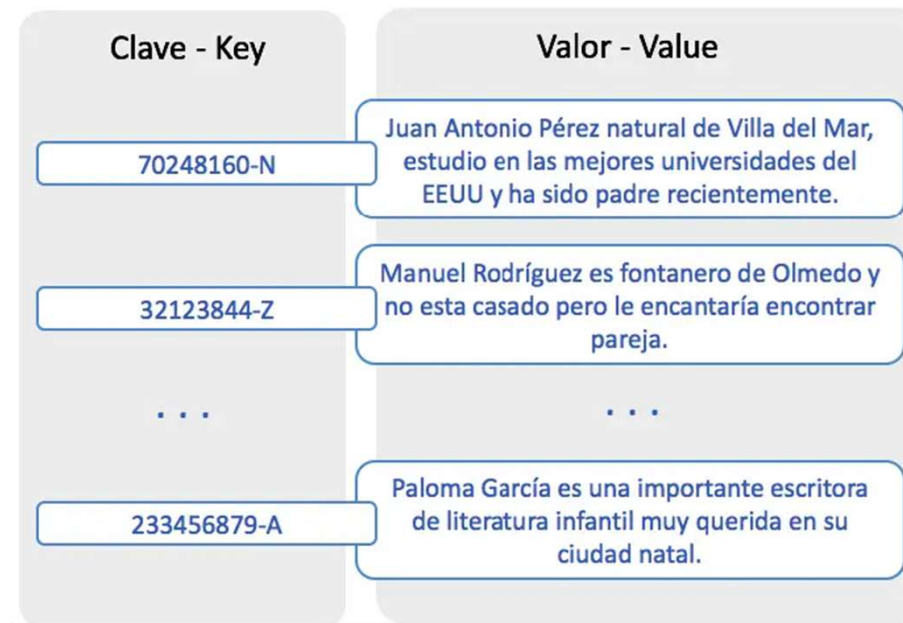 Clave - Key
Valor - Value
70248160-N
Juan Antonio Pérez natural de Villa del Mar,
estudio en las mejores universidades del
EEUU y ha sido padre recientemente.
32123844-Z
Manuel Rodríguez es fontanero de Olmedo y
no esta casado pero le encantaría encontrar
pareja.
. . .
. . .
233456879-A
Paloma García es una importante escritora
de literatura infantil muy querida en su
ciudad natal.